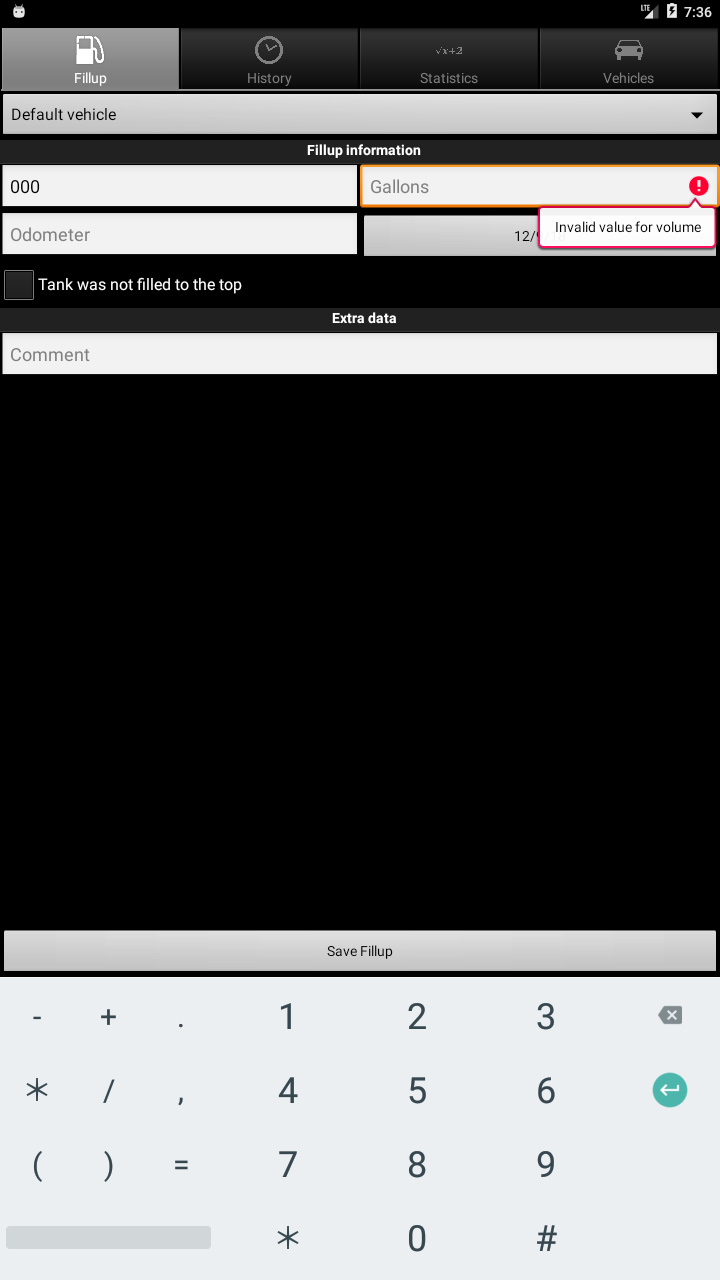 LTE 7:36
Fillup
√x+2 
History
Statistics
Vehicles
Default vehicle
Fillup information
000
Gallons
Invalid value for volume
Odometer
12/
Tank was not filled to the top
Extra data
Comment
Save Fillup
- + . 1 2 3
* / , 4 5 6
( ) = 7 8 9
* 0 #